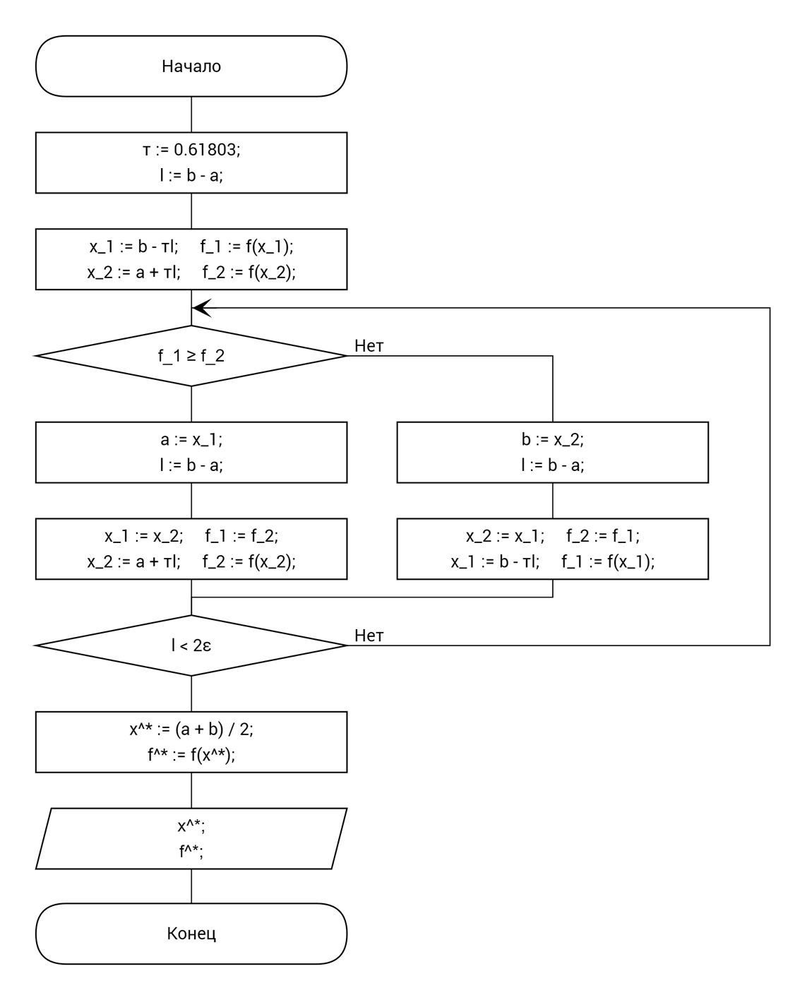 Начало
τ := 0.61803;
l := b - a;
x_1 := b - τl; f_1 := f(x_1);
x_2 := a + τl; f_2 := f(x_2);
f_1 ≥ f_2
Нет
a := x_1;
l := b - a;
b := x_2;
l := b - a;
x_1 := x_2; f_1 := f_2;
x_2 := a + τl; f_2 := f(x_2);
x_2 := x_1; f_2 := f_1;
x_1 := b - τl; f_1 := f(x_1);
l < 2ε
Нет
x^* := (a + b) / 2;
f^* := f(x^*);
x^*;
f^*;
Конец